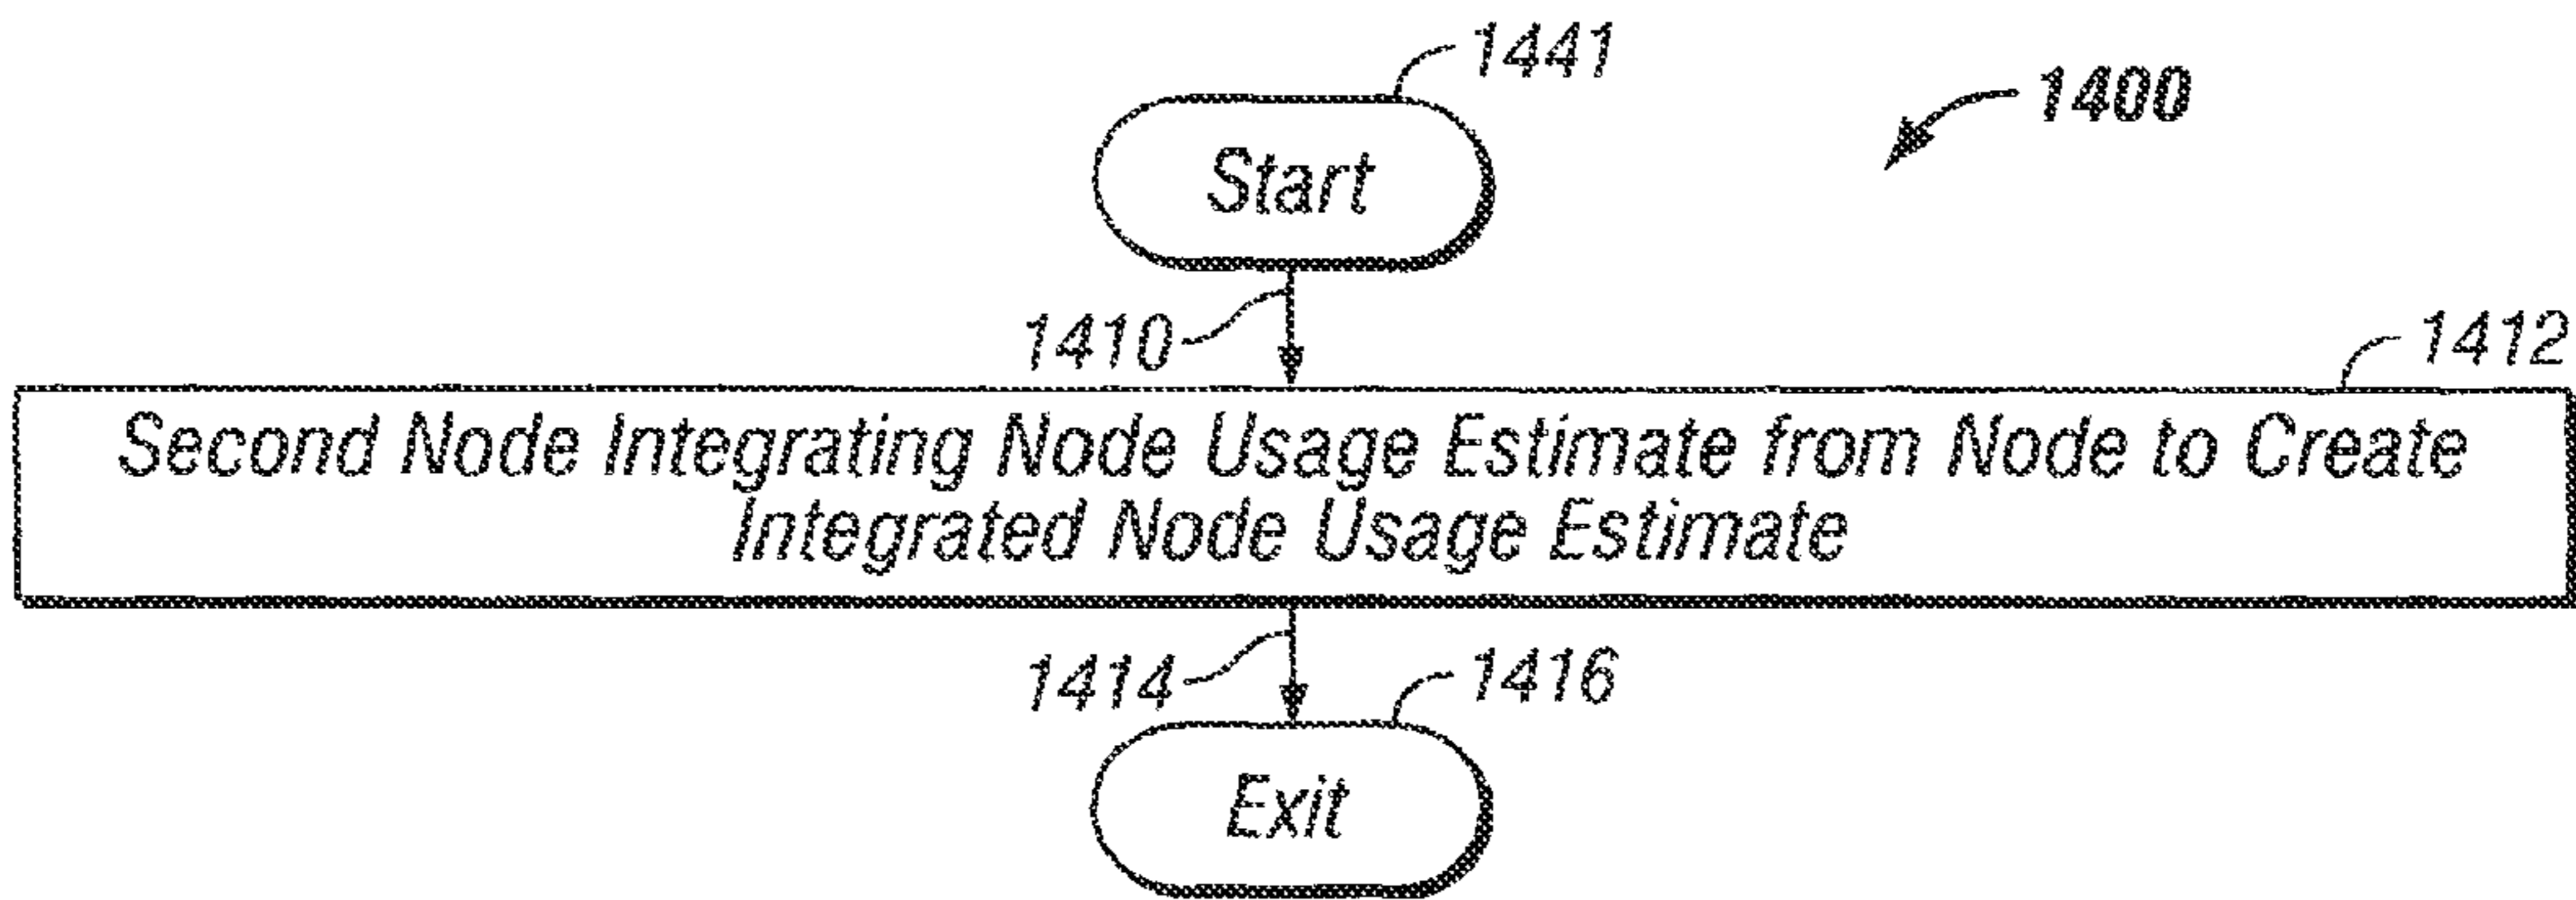 1441
1400
Start
1410
1412
Second Node Integrating Node Usage Estimate from Node to Create
Integrated Node Usage Estimate
1414
1416
Exit